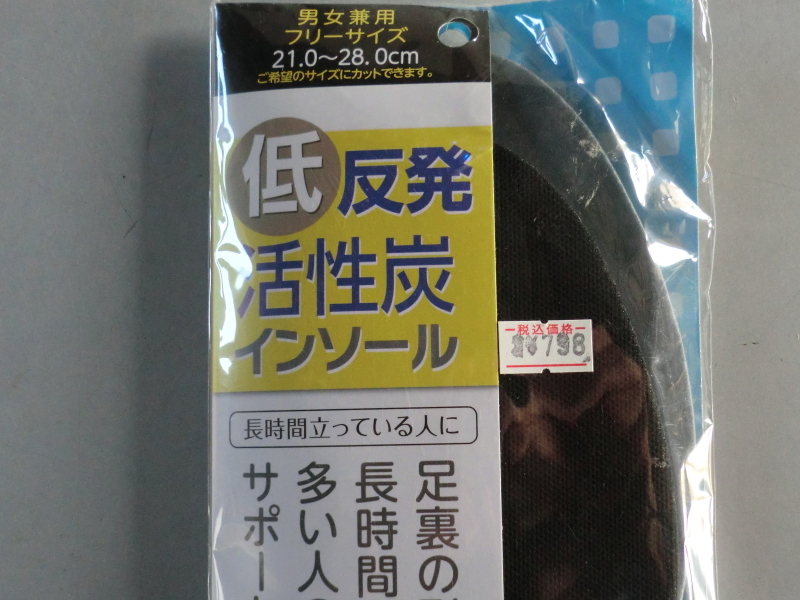 男女兼用
フリーサイズ
21.0〜28.0cm
ご希望のサイズにカットできます。
低反発
活性炭
インソール
税込価格
¥798
長時間立っている人に
足裏の
長時間
多い人の
サポー